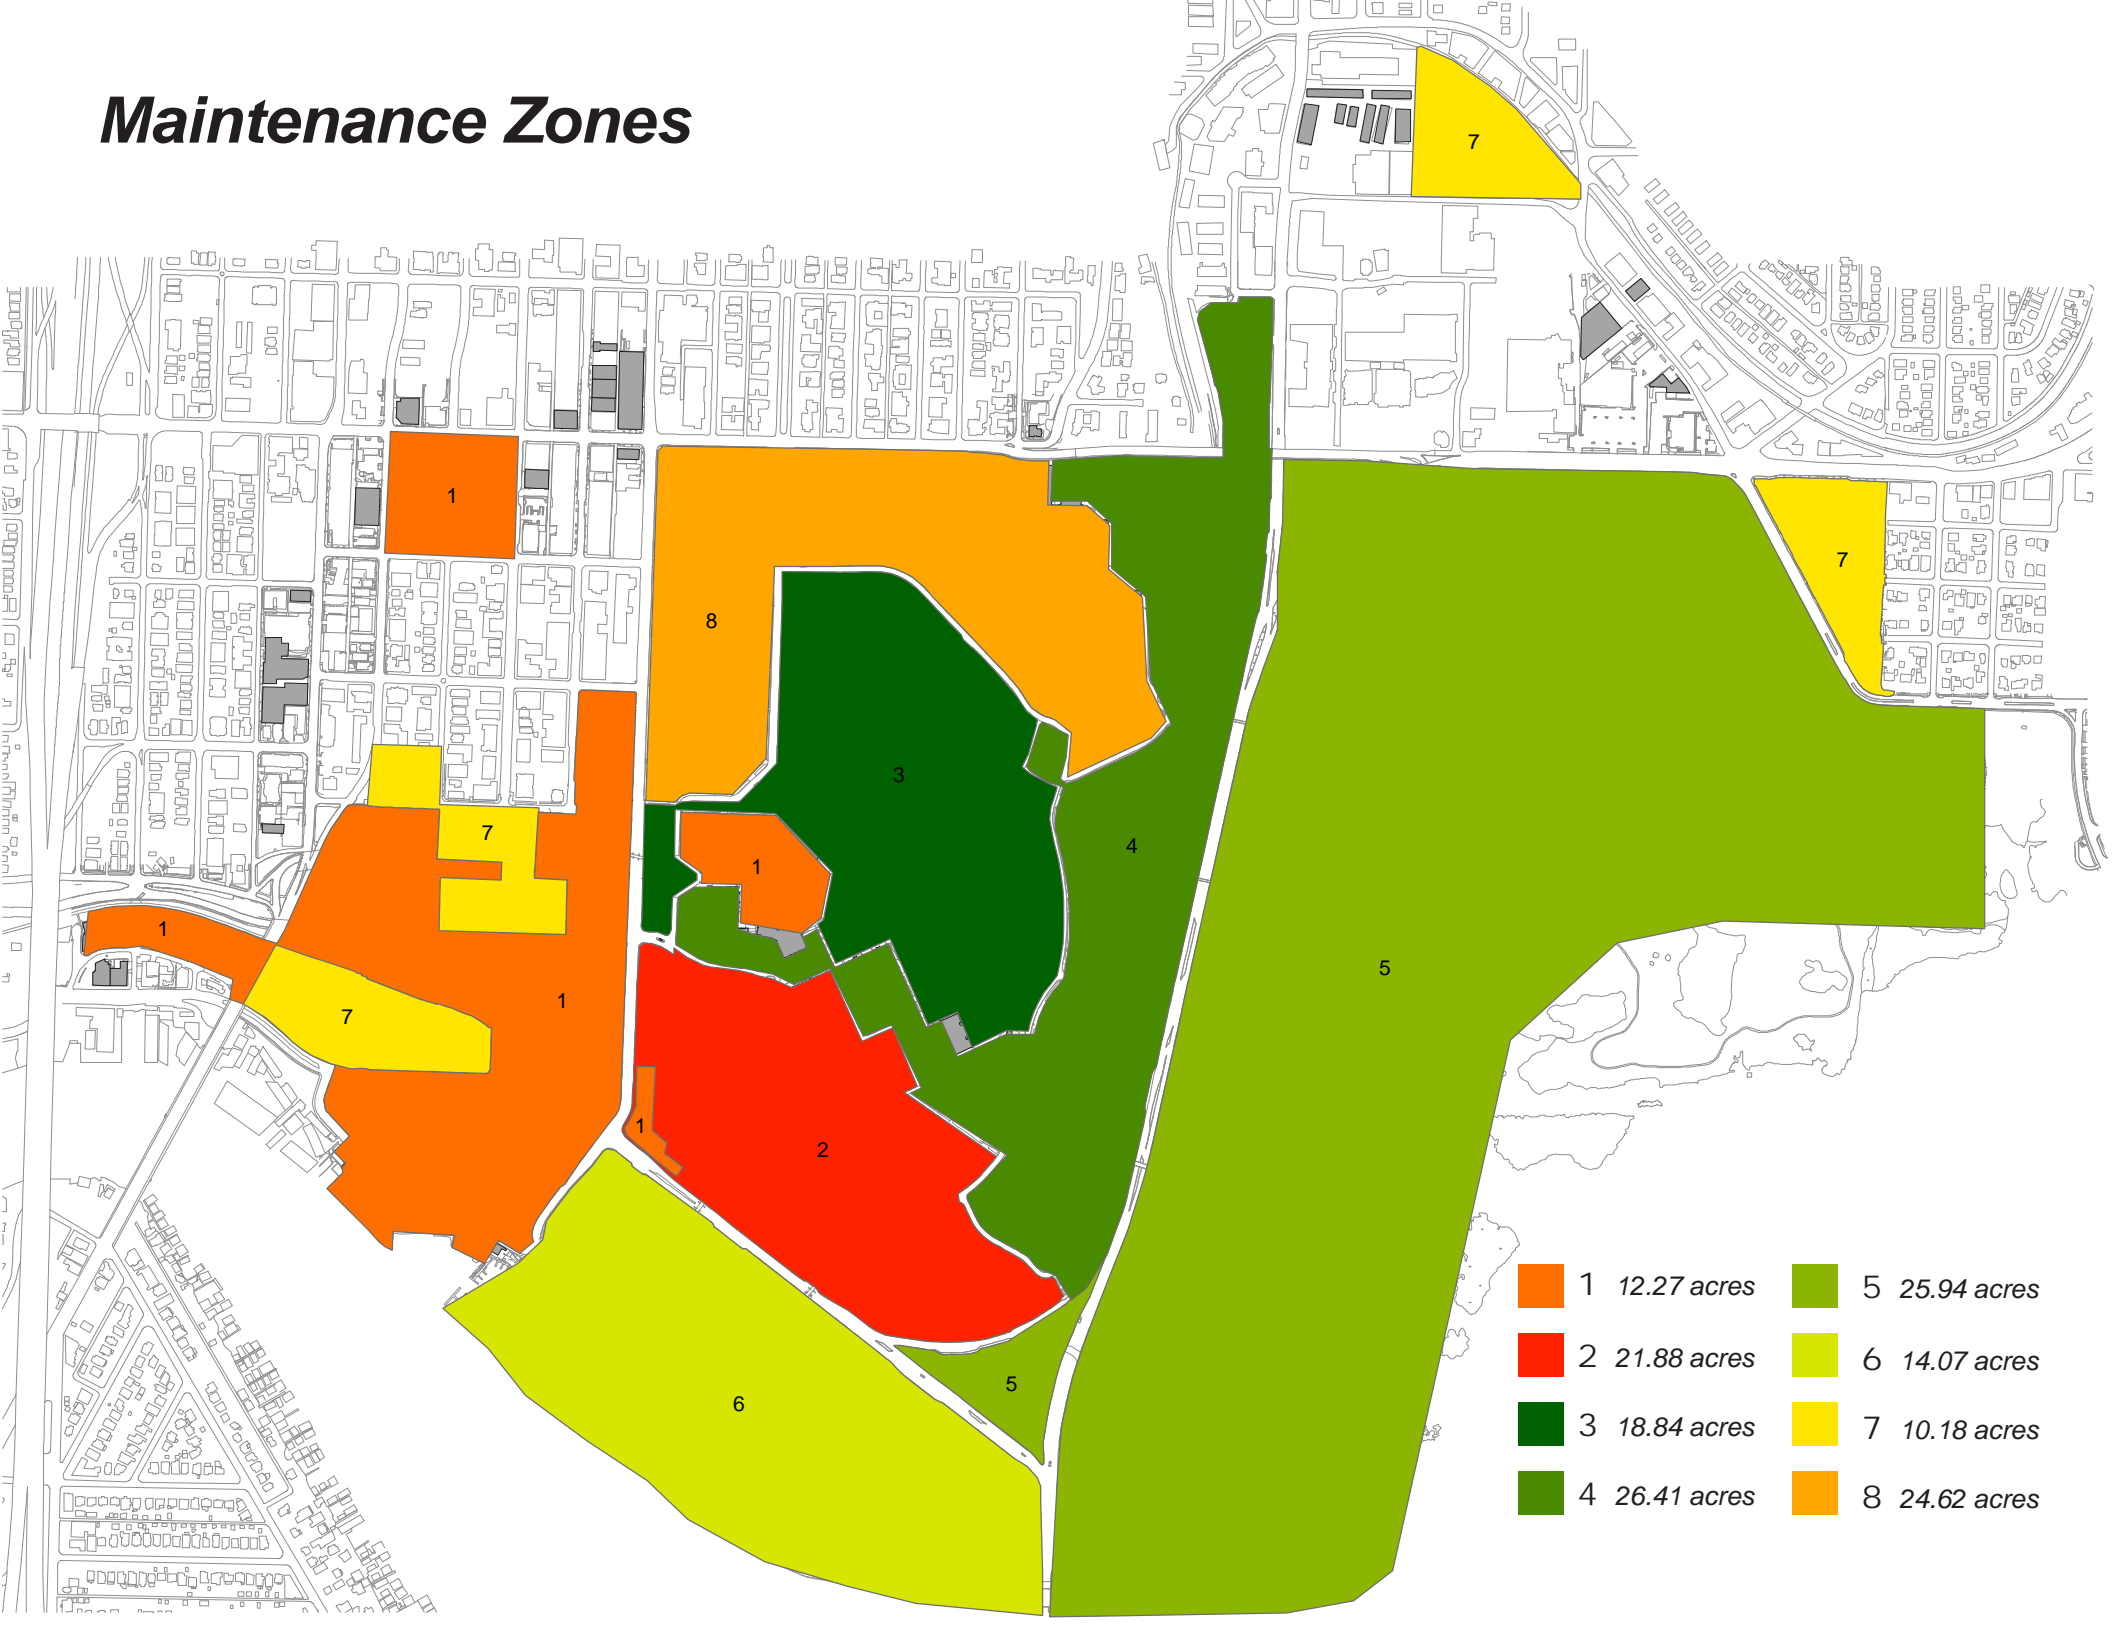 Maintenance Zones
7
1
7
8
3
7
4
1
1
5
7
1
1
2
5
6
1 12.27 acres
2 21.88 acres
3 18.84 acres
4 26.41 acres
5 25.94 acres
6 14.07 acres
7 10.18 acres
8 24.62 acres